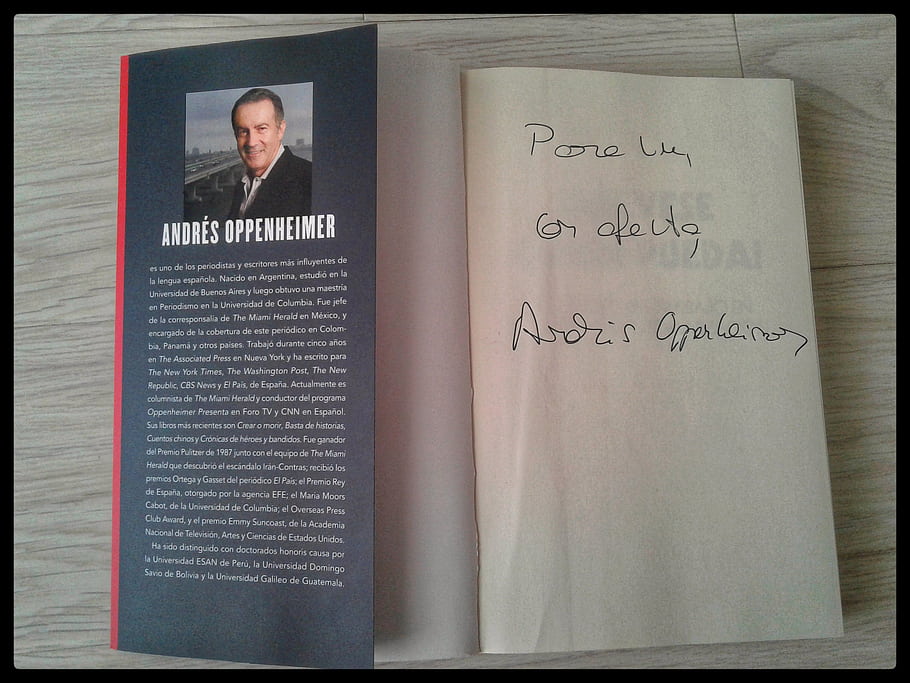 ANDRÉS OPPENHEIMER
es uno de los periodistas y escritores más influyentes de
la lengua española. Nacido en Argentina, estudió en la
Universidad de Buenos Aires y luego obtuvo una maestría
en Periodismo en la Universidad de Columbia. Fue jefe
de la corresponsalía de The Miami Herald en México, y
encargado de la cobertura de este periódico en Colom-
bia, Panamá y otros países. Trabajó durante cinco años
en The Associated Press en Nueva York y ha escrito para
The New York Times, The Washington Post, The New
Republic, CBS News y El País, de España. Actualmente es
columnista de The Miami Herald y conductor del programa
Oppenheimer Presenta en Foro TV y CNN en Español.
Sus libros más recientes son Crear o morir, Basta de historias,
Cuentos chinos y Crónicas de héroes y bandidos. Fue ganador
del Premio Pulitzer de 1987 junto con el equipo de The Miami
Herald que descubrió el escándalo Irán-Contras; recibió los
premios Ortega y Gasset del periódico El País; el Premio Rey
de España, otorgado por la agencia EFE; el Maria Moors
Cabot, de la Universidad de Columbia; el Overseas Press
Club Award, y el premio Emmy Suncoast, de la Academia
Nacional de Televisión, Artes y Ciencias de Estados Unidos.
Ha sido distinguido con doctorados honoris causa por
la Universidad ESAN de Perú, la Universidad Domingo
Savio de Bolivia y la Universidad Galileo de Guatemala.
Para
con afecto,
Andrés Oppenheimer